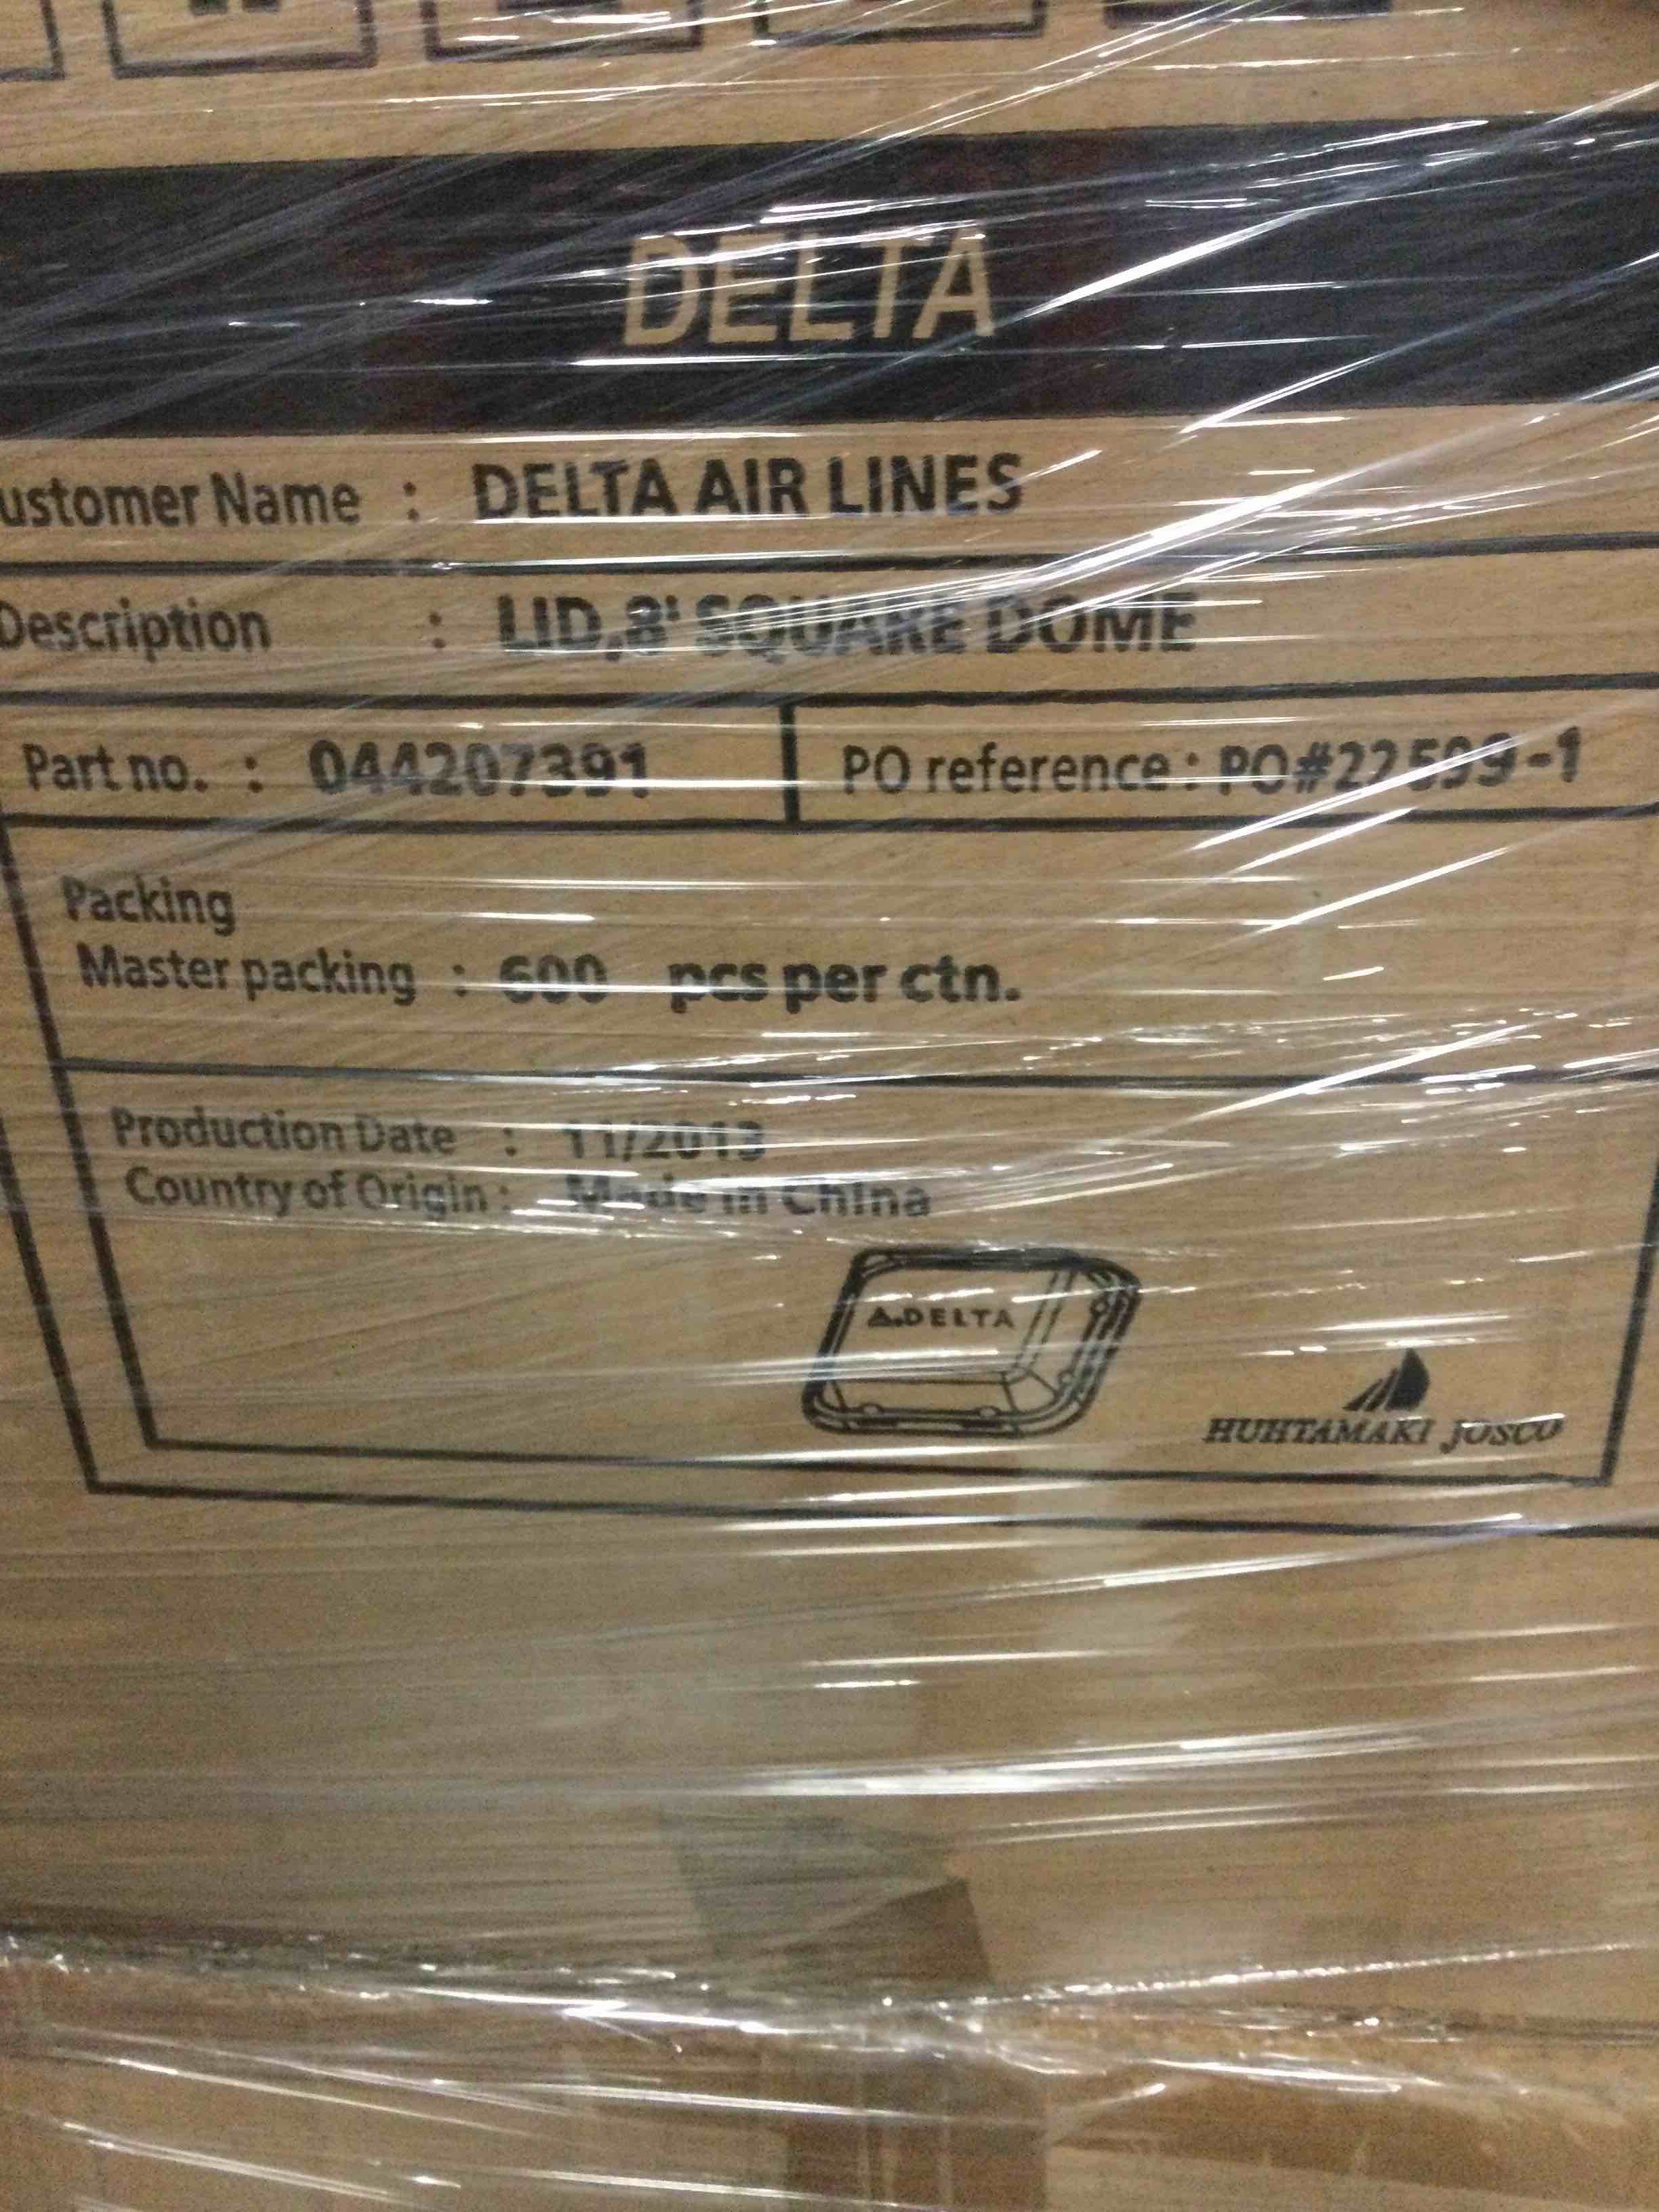 DELTA
ustomer Name : DELTA AIR LINES
Description : LID,8' SQUARE DOME
Part no. : 044207391 PO reference : PO#22599-1
Packing
Master packing : 600 pcs per ctn.
Production Date : 11/2013
Country of Origin : Made in China
DELTA
HUHTAMAKI JOSCO